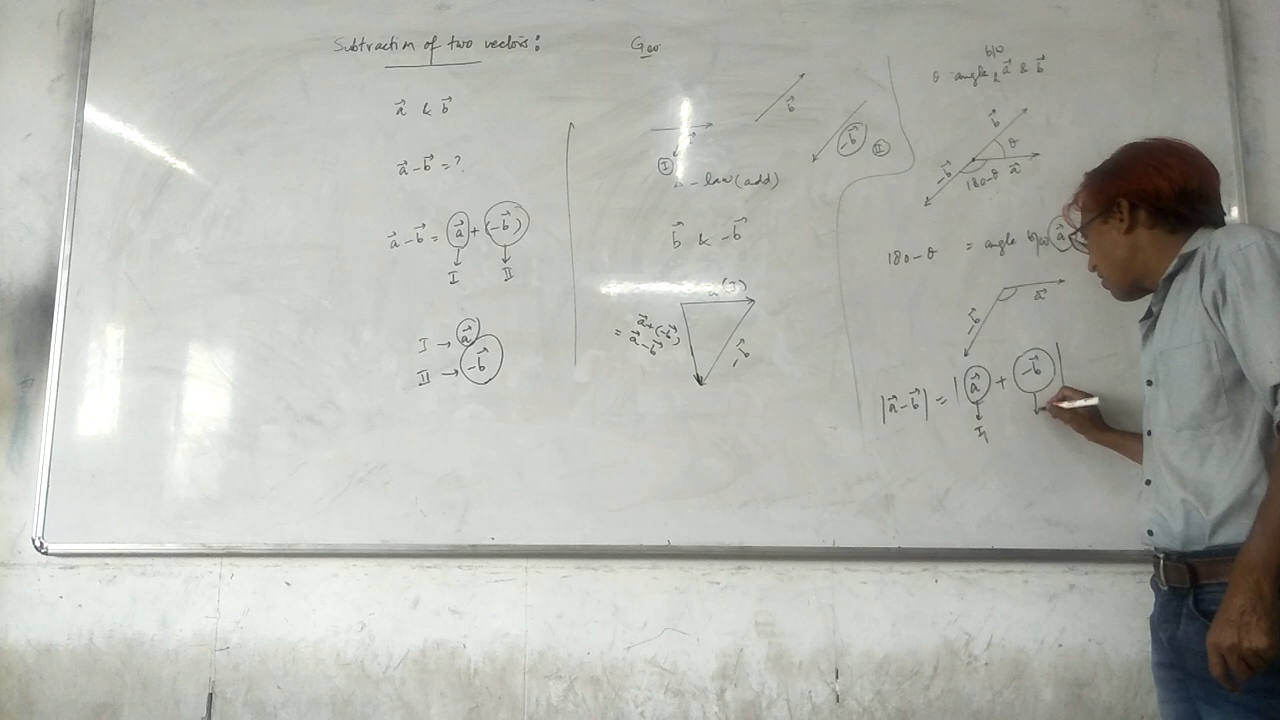 Subtraction of two vectors:
a⃗ & b⃗
a⃗ - b⃗ = ?
a⃗ - b⃗ = a⃗ + (-b⃗)
I II
I → a⃗
II → -b⃗
Geo
b⃗
-b⃗ II
I
Δ - law (add)
b⃗ & -b⃗
a⃗ (I)
a⃗ + (-b⃗)
= a⃗ - b⃗
-b⃗
b/w
θ angle a⃗ & b⃗
b⃗
θ
-b⃗
180-θ a⃗
180-θ = angle b/w a⃗
a⃗
-b⃗
|a⃗ - b⃗| = |a⃗ + -b⃗|
I